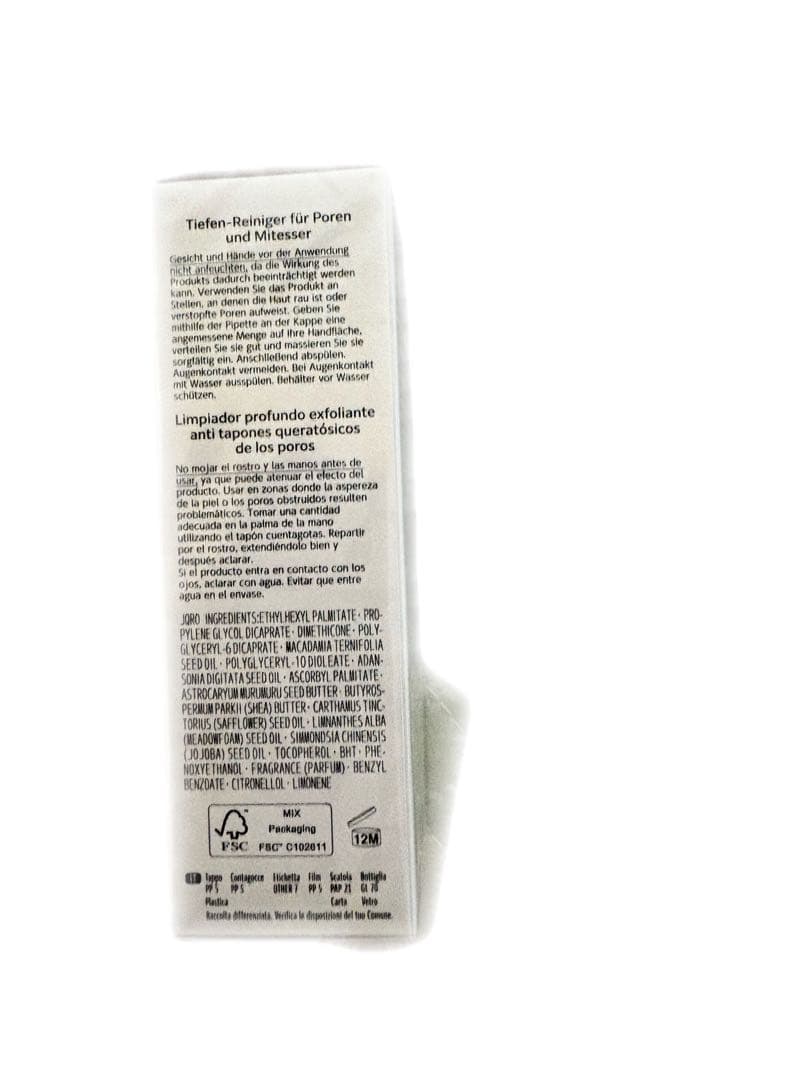 Tiefen-Reiniger für Poren
und Mitesser
Gesicht und Hände vor der Anwendung
nicht anfeuchten, da die Wirkung des
Produkts dadurch beeinträchtigt werden
kann. Verwenden Sie das Produkt an
Stellen, an denen die Haut rau ist oder
verstopfte Poren aufweist. Geben Sie
mithilfe der Pipette an der Kappe eine
angemessene Menge auf Ihre Handfläche,
verteilen Sie sie gut und massieren Sie sie
sorgfältig ein. Anschließend abspülen.
Augenkontakt vermeiden. Bei Augenkontakt
mit Wasser ausspülen. Behälter vor Wasser
schützen.
Limpiador profundo exfoliante
anti tapones queratósicos
de los poros
No mojar el rostro y las manos antes de
usar, ya que puede atenuar el efecto del
producto. Usar en zonas donde la aspereza
de la piel o los poros obstruidos resulten
problemáticos. Tomar una cantidad
adecuada en la palma de la mano
utilizando el tapón cuentagotas. Repartir
por el rostro, extendiéndolo bien y
después aclarar.
Si el producto entra en contacto con los
ojos, aclarar con agua. Evitar que entre
agua en el envase.
JQRO INGREDIENTS:ETHYLHEXYL PALMITATE· PRO-
PYLENE GLYCOL DICAPRATE· DIMETHICONE· POLY-
GLYCERYL-6 DICAPRATE· MACADAMIA TERNIFOLIA
SEED OIL· POLYGLYCERYL-10 DIOLEATE· ADAN-
SONIA DIGITATA SEED OIL· ASCORBYL PALMITATE·
ASTROCARYUM MURUMURU SEED BUTTER· BUTYROS-
PERMUM PARKII (SHEA) BUTTER· CARTHAMUS TINC-
TORIUS (SAFFLOWER) SEED OIL· LIMNANTHES ALBA
(MEADOWFOAM) SEED OIL· SIMMONDSIA CHINENSIS
(JOJOBA) SEED OIL· TOCOPHEROL· BHT· PHE-
NOXYETHANOL· FRAGRANCE (PARFUM)· BENZYL
BENZOATE· CITRONELLOL· LIMONENE
MIX
Packaging
FSC FSC™ C102611
12M
IT Tappo Contagocce Etichetta Film Scatola Bottiglia
PP 5 PP 5 OTHER 7 PP 5 PAP 21 GL 70
Plastica Carta Vetro
Raccolta differenziata. Verifica le disposizioni del tuo Comune.